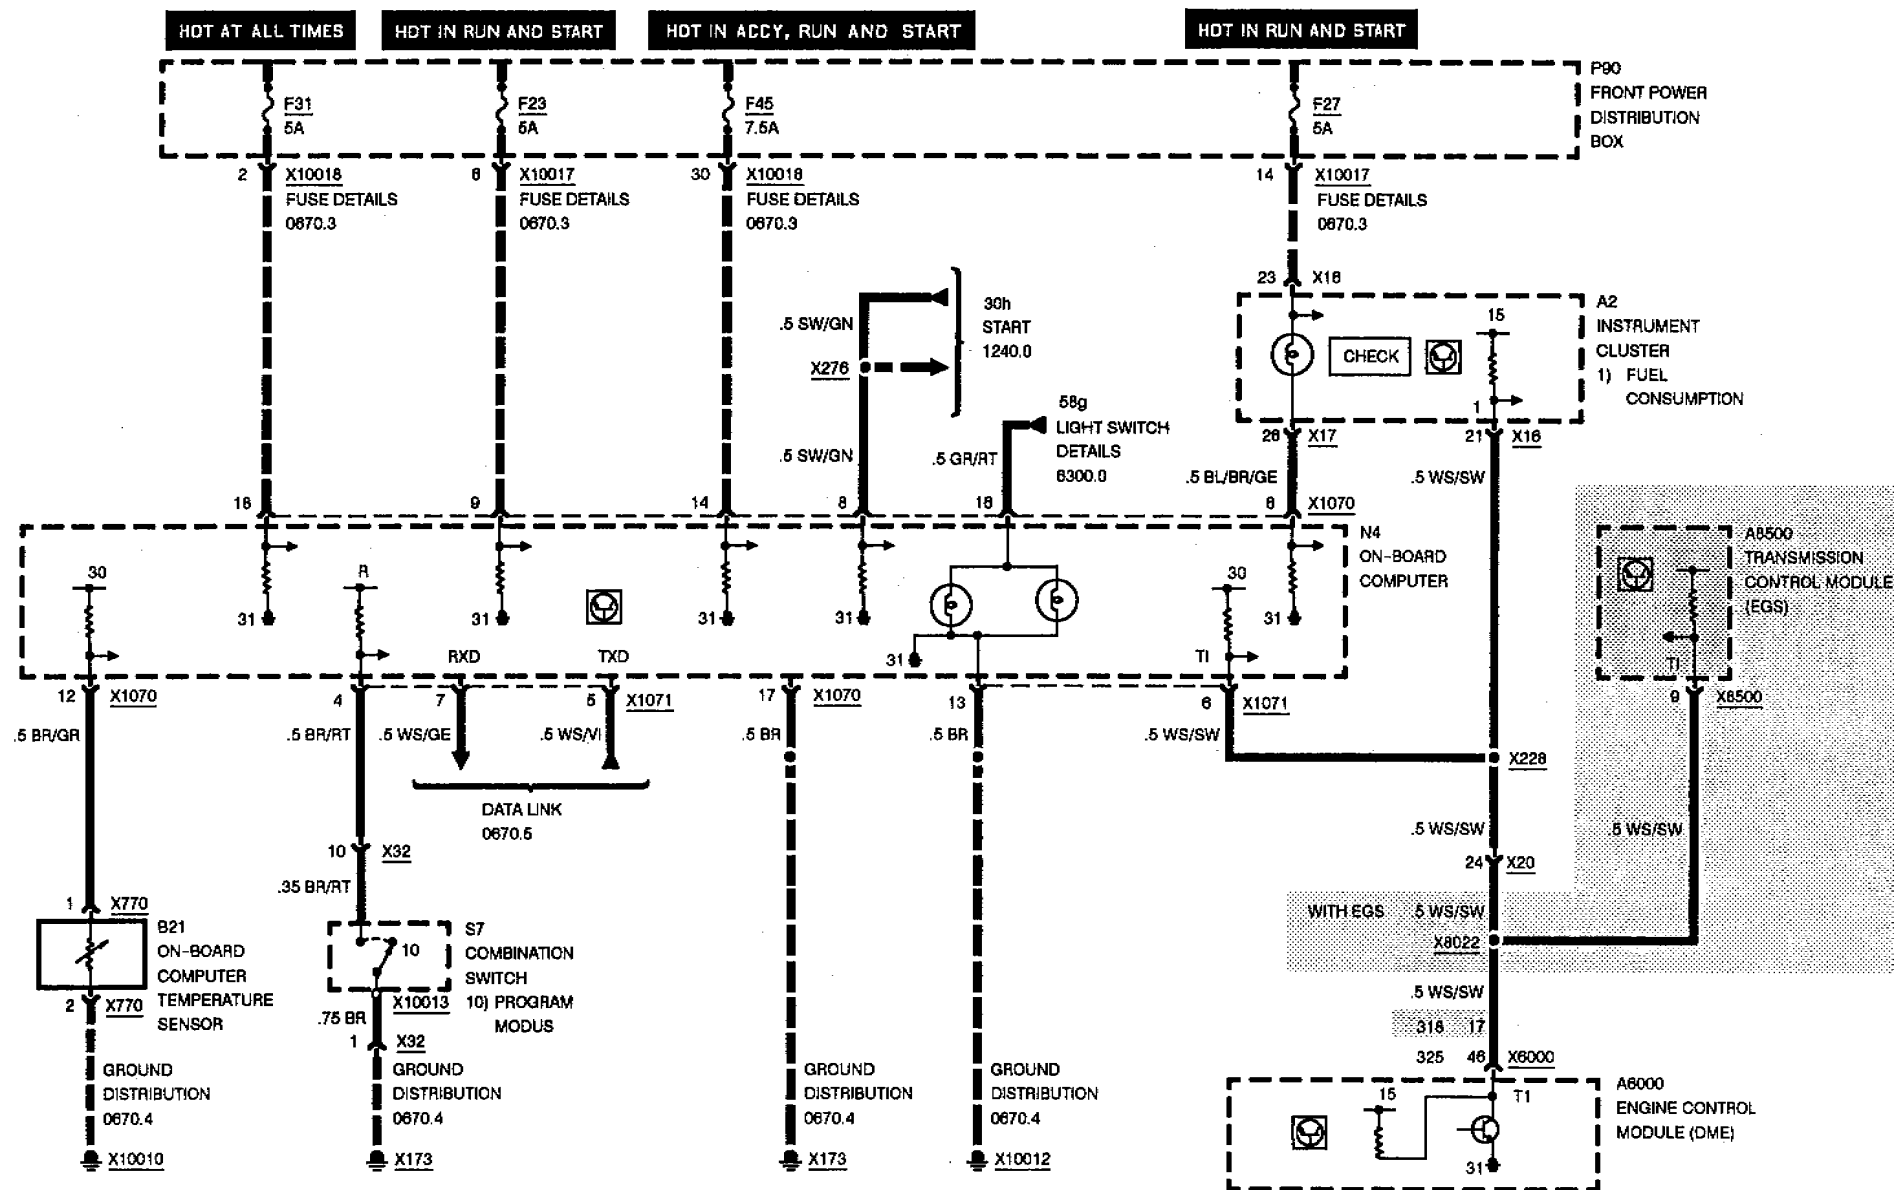 HOT AT ALL TIMES
HOT IN RUN AND START
HOT IN ACCY, RUN AND START
HOT IN RUN AND START
P90
FRONT POWER
DISTRIBUTION
BOX
F31
5A
F23
5A
F45
7.5A
F27
5A
2 X10018
FUSE DETAILS
0670.3
8 X10017
FUSE DETAILS
0670.3
30 X10018
FUSE DETAILS
0670.3
14 X10017
FUSE DETAILS
0670.3
23 X16
.5 SW/GN
30h
START
1240.0
X276
A2
INSTRUMENT
CLUSTER
1) FUEL
CONSUMPTION
CHECK
15
1
58g
LIGHT SWITCH
DETAILS
6300.0
26 X17
21 X16
.5 SW/GN
.5 GR/RT
.5 BL/BR/GE
.5 WS/SW
18
9
14
8
16
8 X1070
N4
ON-BOARD
COMPUTER
A8500
TRANSMISSION
CONTROL MODULE
(EGS)
30
R
30
31
31
31
31
31
31
RXD
TXD
TI
TI
12 X1070
4
7
5 X1071
17 X1070
13
6 X1071
9 X8500
.5 BR/GR
.5 BR/RT
.5 WS/GE
.5 WS/VI
.5 BR
.5 BR
.5 WS/SW
X228
DATA LINK
0670.5
.5 WS/SW
.5 WS/SW
10 X32
24 X20
.35 BR/RT
1 X770
WITH EGS .5 WS/SW
X8022
B21
ON-BOARD
COMPUTER
TEMPERATURE
SENSOR
10
S7
COMBINATION
SWITCH
10) PROGRAM
MODUS
2 X770
X10013
.75 BR
1 X32
.5 WS/SW
318 17
325 46 X6000
GROUND
DISTRIBUTION
0670.4
GROUND
DISTRIBUTION
0670.4
GROUND
DISTRIBUTION
0670.4
GROUND
DISTRIBUTION
0670.4
A6000
ENGINE CONTROL
MODULE (DME)
15
T1
31
X10010
X173
X173
X10012